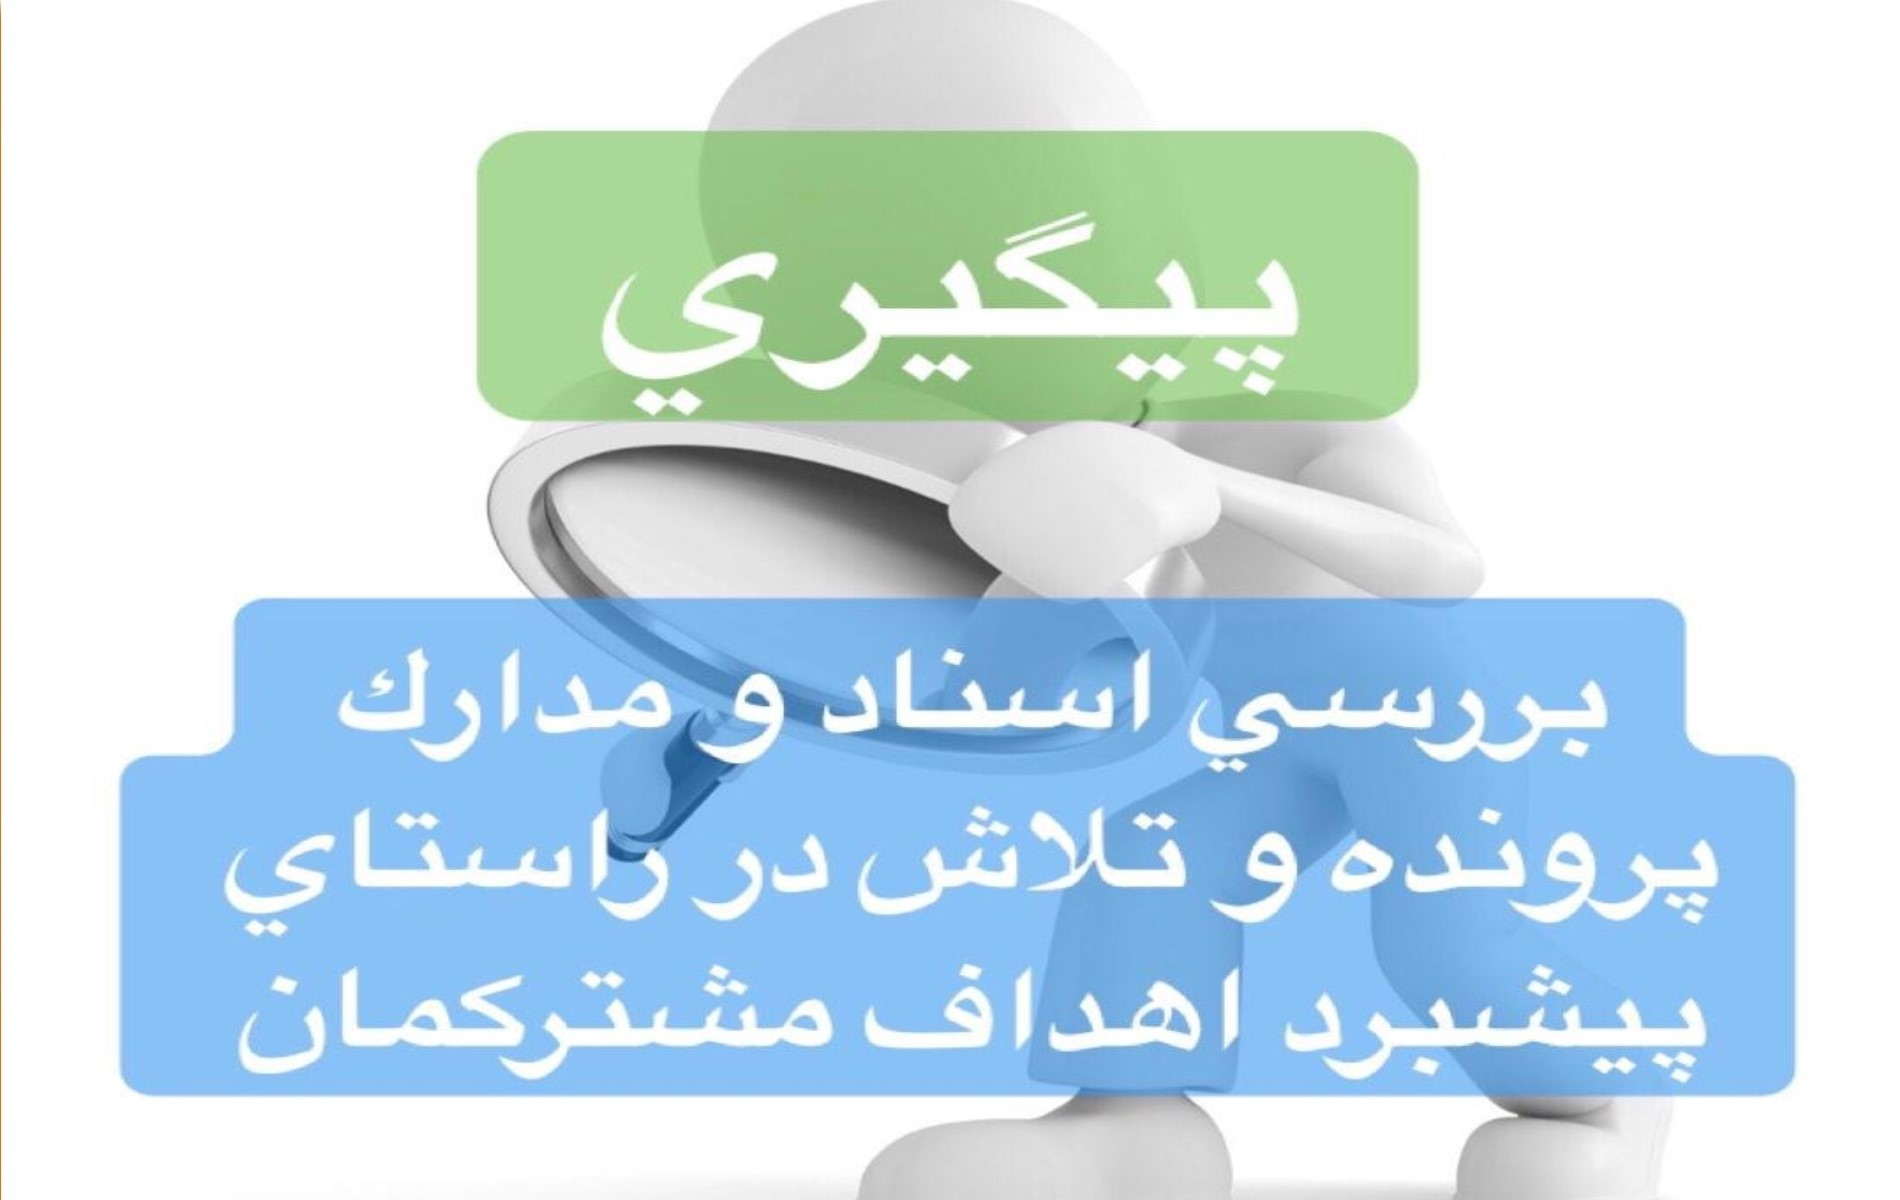 پيگيري
بررسي اسناد و مدارك
پرونده و تلاش در راستاي
پيشبرد اهداف مشتركمان